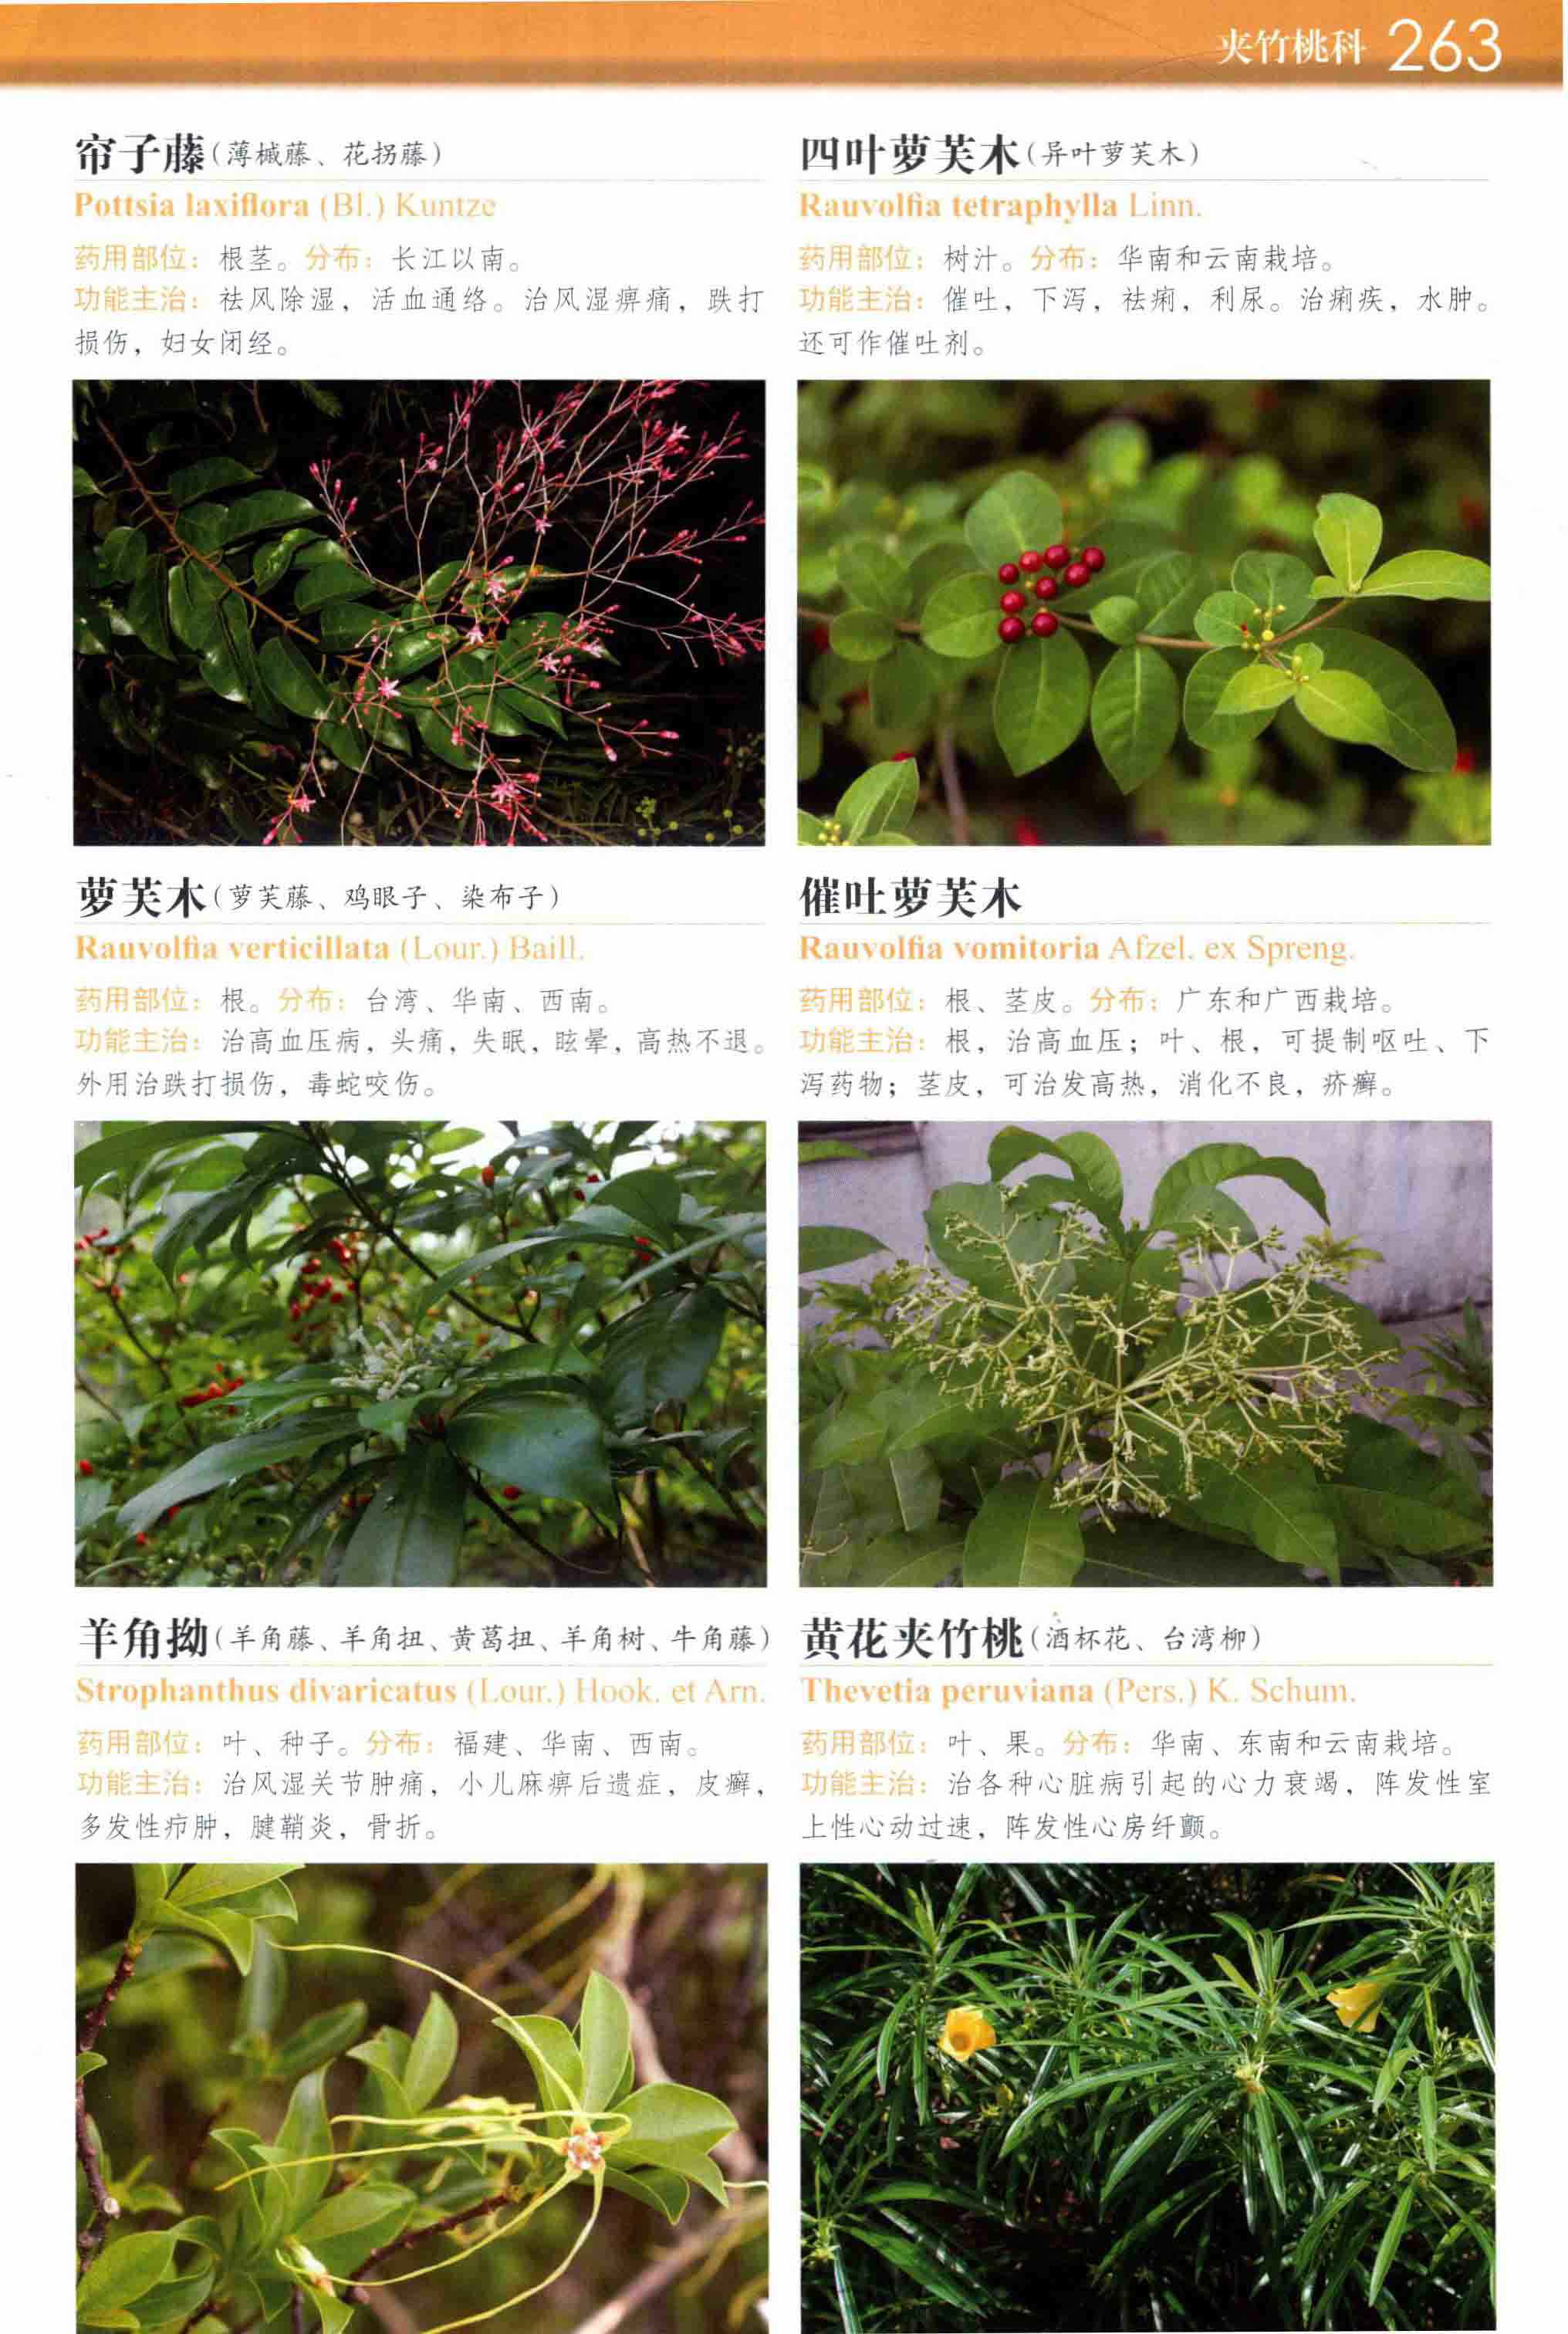 夹竹桃科 263
帘子藤(薄槭藤、花拐藤)
Pottsia laxiflora (Bl.) Kuntze
药用部位：根茎。分布：长江以南。
功能主治：祛风除湿，活血通络。治风湿痹痛，跌打
损伤，妇女闭经。
四叶萝芙木(异叶萝芙木)
Rauvolfia tetraphylla Linn.
药用部位：树汁。分布：华南和云南栽培。
功能主治：催吐，下泻，祛痢，利尿。治痢疾，水肿。
还可作催吐剂。
萝芙木(萝芙藤、鸡眼子、染布子)
Rauvolfia verticillata (Lour.) Baill.
药用部位：根。分布：台湾、华南、西南。
功能主治：治高血压病，头痛，失眠，眩晕，高热不退。
外用治跌打损伤，毒蛇咬伤。
催吐萝芙木
Rauvolfia vomitoria Afzel. ex Spreng.
药用部位：根、茎皮。分布：广东和广西栽培。
功能主治：根，治高血压；叶、根，可提制呕吐、下
泻药物；茎皮，可治发高热，消化不良，疥癣。
羊角拗(羊角藤、羊角扭、黄葛扭、羊角树、牛角藤)
Strophanthus divaricatus (Lour.) Hook. et Arn.
药用部位：叶、种子。分布：福建、华南、西南。
功能主治：治风湿关节肿痛，小儿麻痹后遗症，皮癣，
多发性疖肿，腱鞘炎，骨折。
黄花夹竹桃(酒杯花、台湾柳)
Thevetia peruviana (Pers.) K. Schum.
药用部位：叶、果。分布：华南、东南和云南栽培。
功能主治：治各种心脏病引起的心力衰竭，阵发性室
上性心动过速，阵发性心房纤颤。